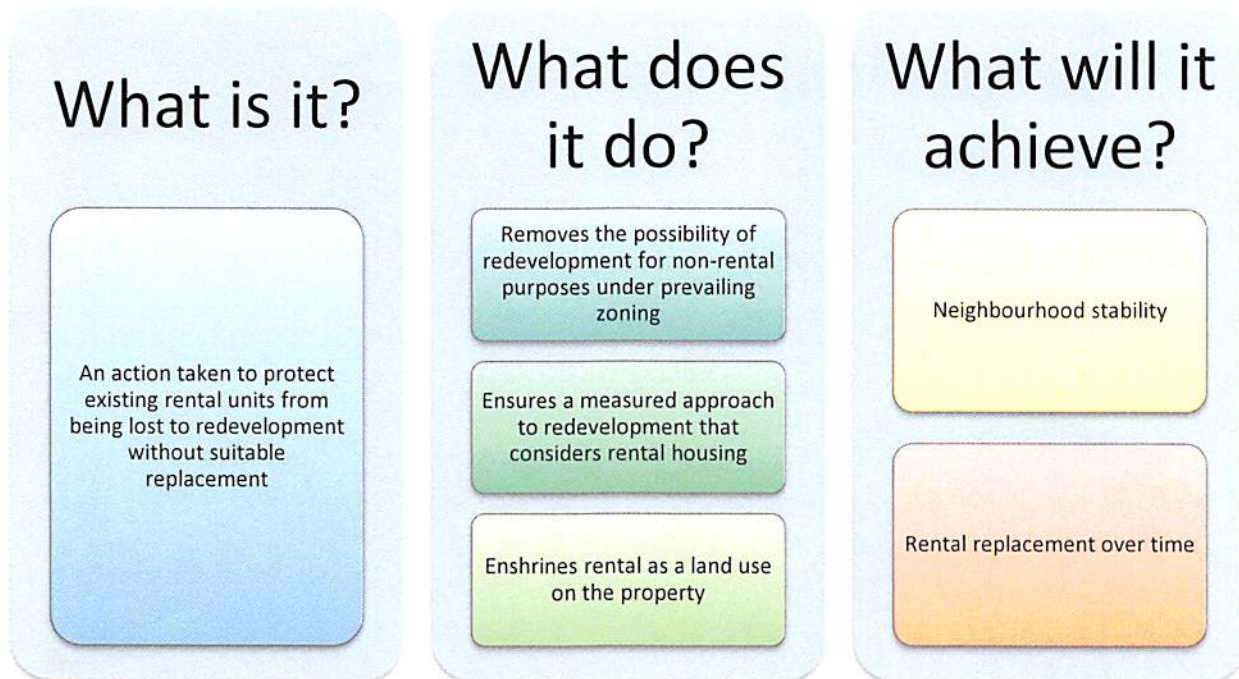 What is it?
An action taken to protect
existing rental units from
being lost to redevelopment
without suitable
replacement
What does
it do?
Removes the possibility of
redevelopment for non-rental
purposes under prevailing
zoning
Ensures a measured approach
to redevelopment that
considers rental housing
Enshrines rental as a land use
on the property
What will it
achieve?
Neighbourhood stability
Rental replacement over time